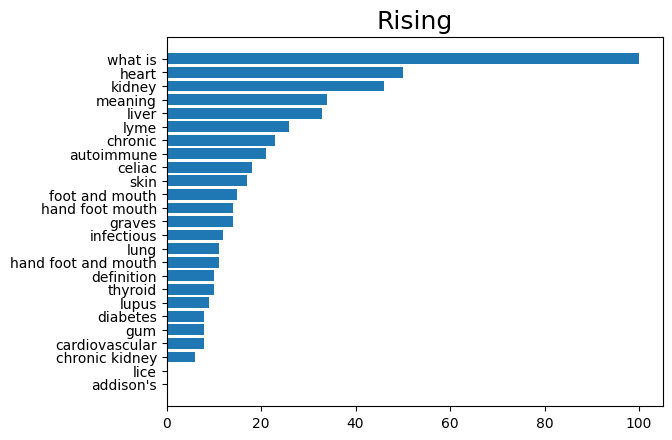 Rising
what is
heart
kidney
meaning
liver
lyme
chronic
autoimmune
celiac
skin
foot and mouth
hand foot mouth
graves
infectious
lung
hand foot and mouth
definition
thyroid
lupus
diabetes
gum
cardiovascular
chronic kidney
lice
addison's
0 20 40 60 80 100